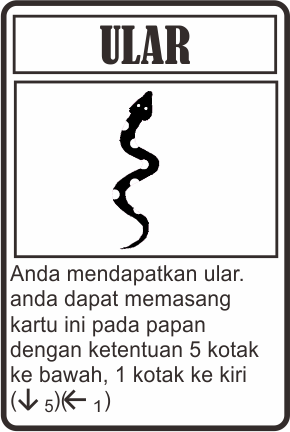 ULAR
Anda mendapatkan ular.
anda dapat memasang
kartu ini pada papan
dengan ketentuan 5 kotak
ke bawah, 1 kotak ke kiri
(↓ 5)(← 1)